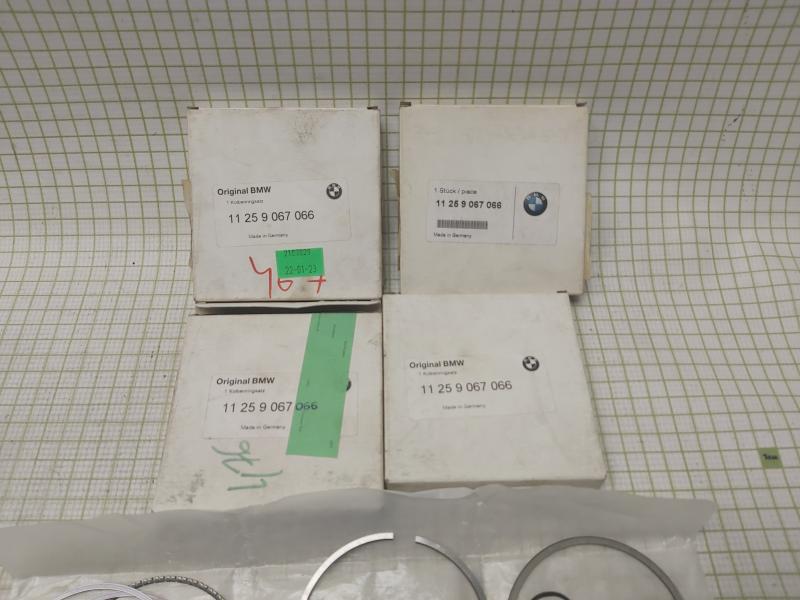 Original BMW
1 Kolbenringsatz
11 25 9 067 066
Made in Germany
22-01-23
1 Stück / piece
11 25 9 067 066
Made in Germany
Original BMW
1 Kolbenringsatz
11 25 9 067 066
Made in Germany
Original BMW
1 Kolbenringsatz
11 25 9 067 066
Made in Germany